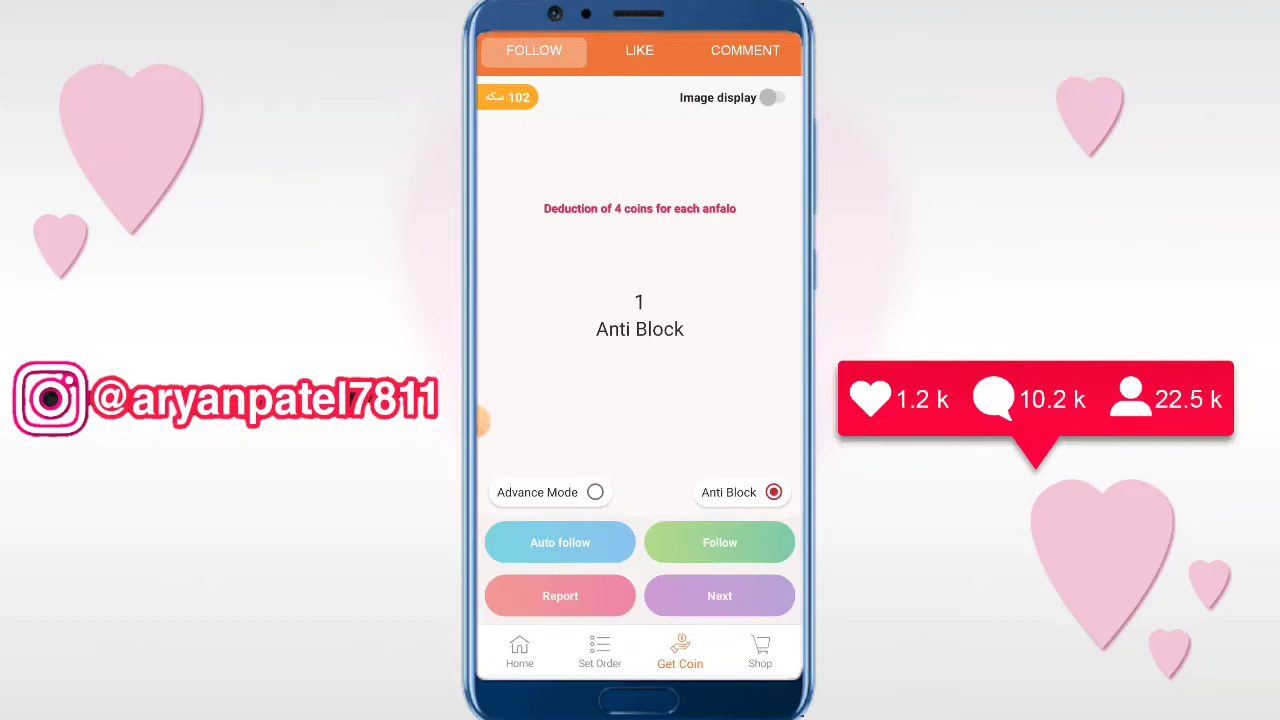 FOLLOW LIKE COMMENT
102 سکه
Image display
Deduction of 4 coins for each anfalo
1
Anti Block
@aryanpatel7811
1.2 k 10.2 k 22.5 k
Advance Mode
Anti Block
Auto follow
Follow
Report
Next
Home
Set Order
Get Coin
Shop